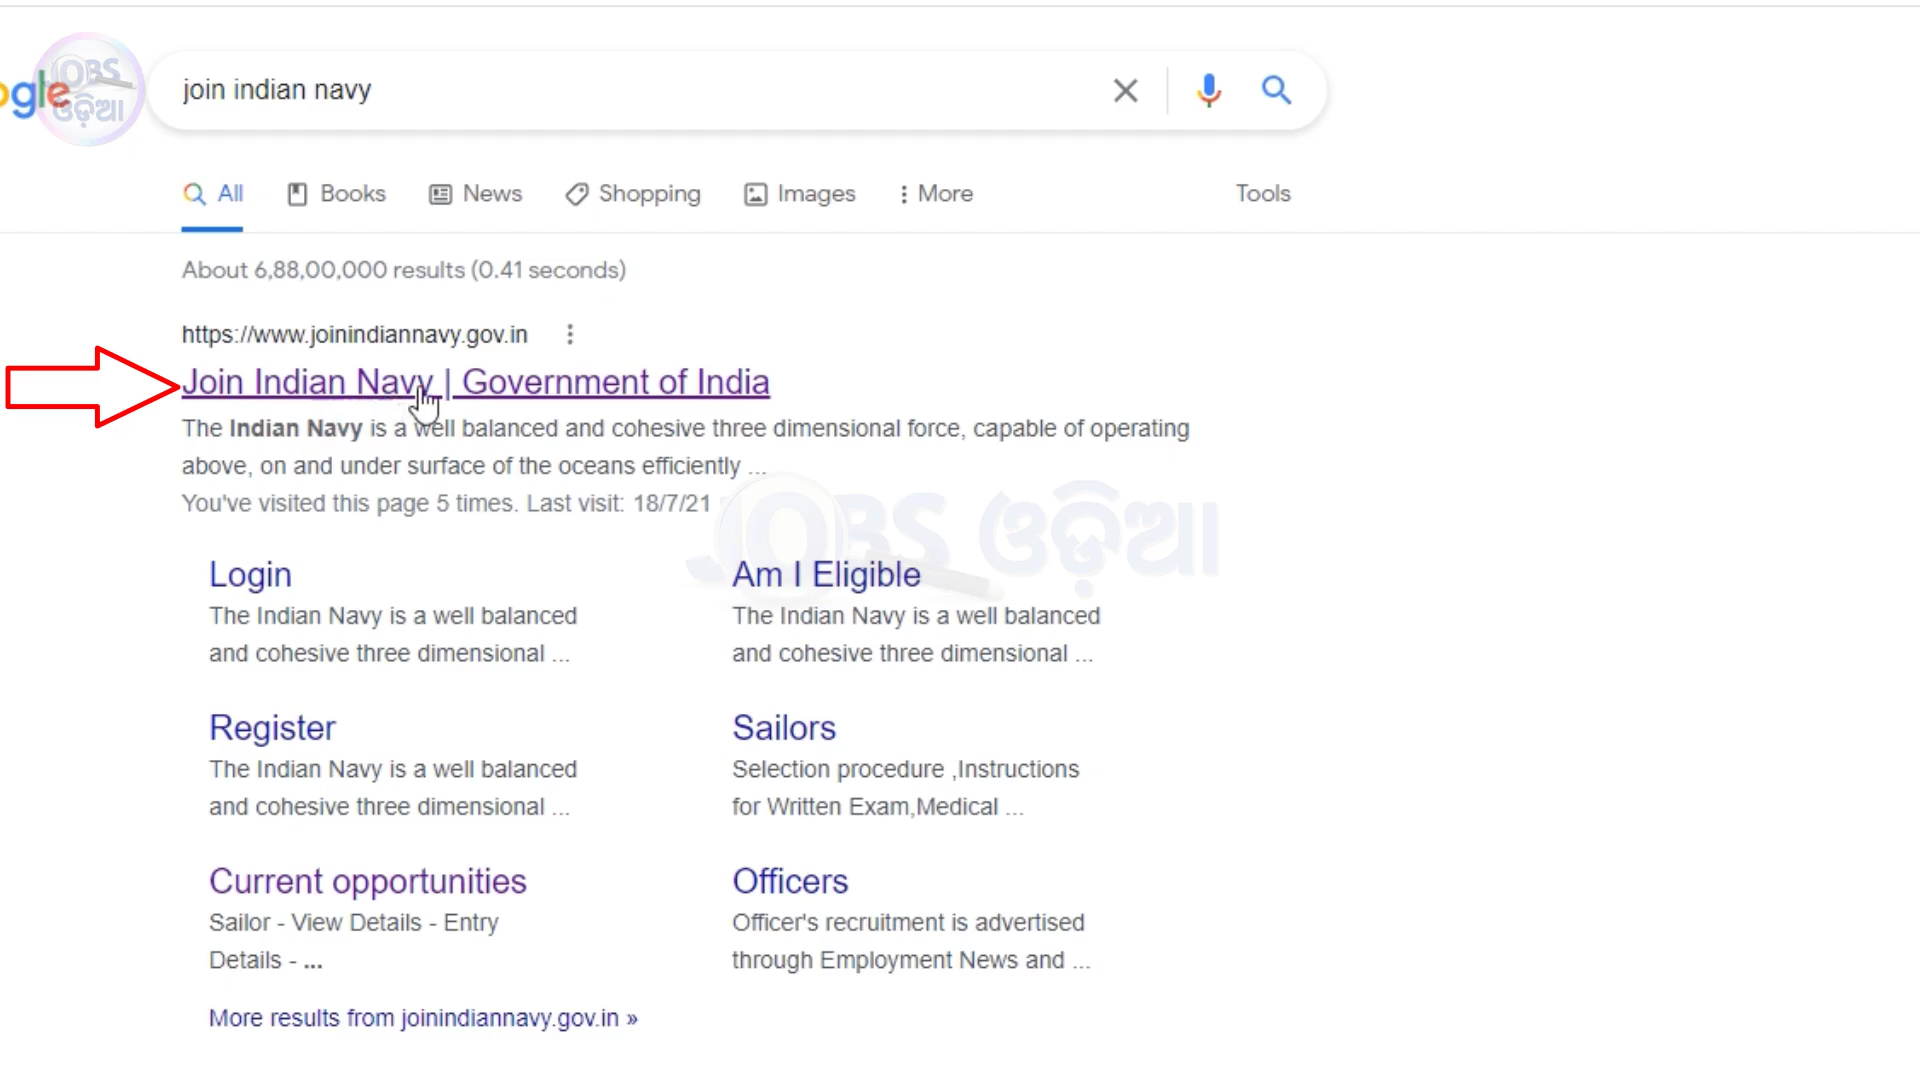 ogle
JOBS
ଓଡ଼ିଆ
join indian navy
All Books News Shopping Images More Tools
About 6,88,00,000 results (0.41 seconds)
https://www.joinindiannavy.gov.in
Join Indian Navy | Government of India
The Indian Navy is a well balanced and cohesive three dimensional force, capable of operating
above, on and under surface of the oceans efficiently ...
You've visited this page 5 times. Last visit: 18/7/21
JOBS ଓଡ଼ିଆ
Login
The Indian Navy is a well balanced
and cohesive three dimensional ...
Am I Eligible
The Indian Navy is a well balanced
and cohesive three dimensional ...
Register
The Indian Navy is a well balanced
and cohesive three dimensional ...
Sailors
Selection procedure ,Instructions
for Written Exam,Medical ...
Current opportunities
Sailor - View Details - Entry
Details - ...
Officers
Officer's recruitment is advertised
through Employment News and ...
More results from joinindiannavy.gov.in »